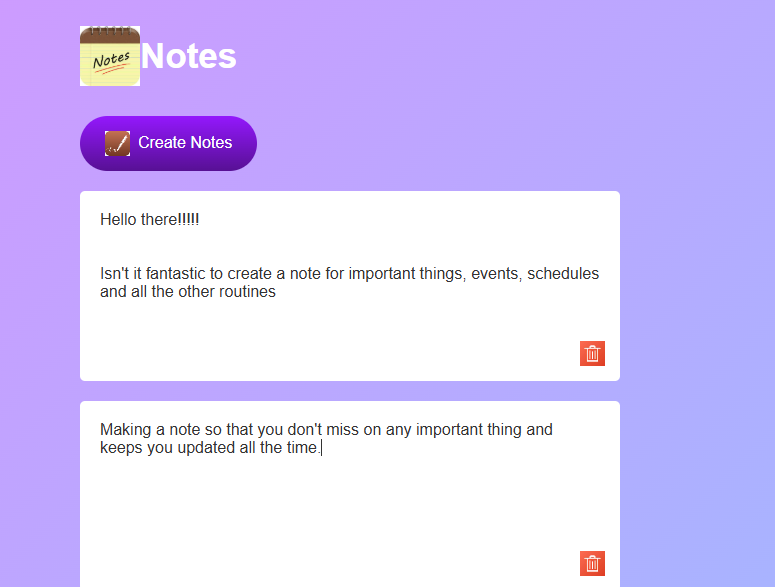 Notes
Notes
Create Notes
Hello there!!!!!
Isn't it fantastic to create a note for important things, events, schedules
and all the other routines
Making a note so that you don't miss on any important thing and
keeps you updated all the time.